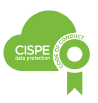 CISPE
data protection
CODE OF CONDUCT